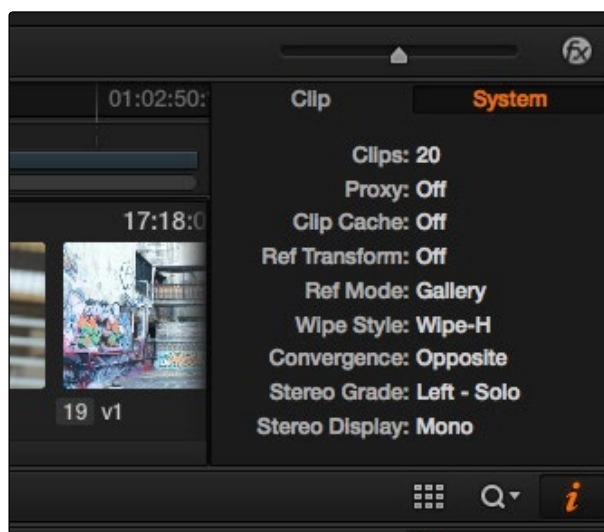 01:02:50:
Clip System
Clips: 20
Proxy: Off
17:18:0
Clip Cache: Off
Ref Transform: Off
Ref Mode: Gallery
Wipe Style: Wipe-H
Convergence: Opposite
Stereo Grade: Left - Solo
19 v1
Stereo Display: Mono